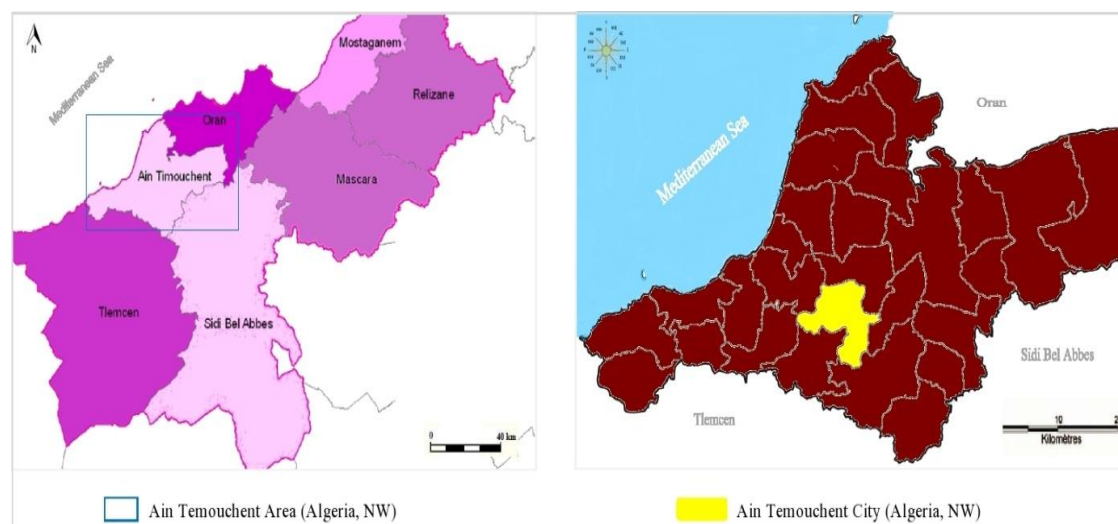 N
Mediterranean Sea
Mostaganem
Relizane
Oran
Ain Timouchent
Mascara
Tlemcen
Sidi Bel Abbes
0 40 km
Mediterranean Sea
Oran
Sidi Bel Abbes
Tlemcen
10
Kilomètres
Ain Temouchent Area (Algeria, NW)
Ain Temouchent City (Algeria, NW)